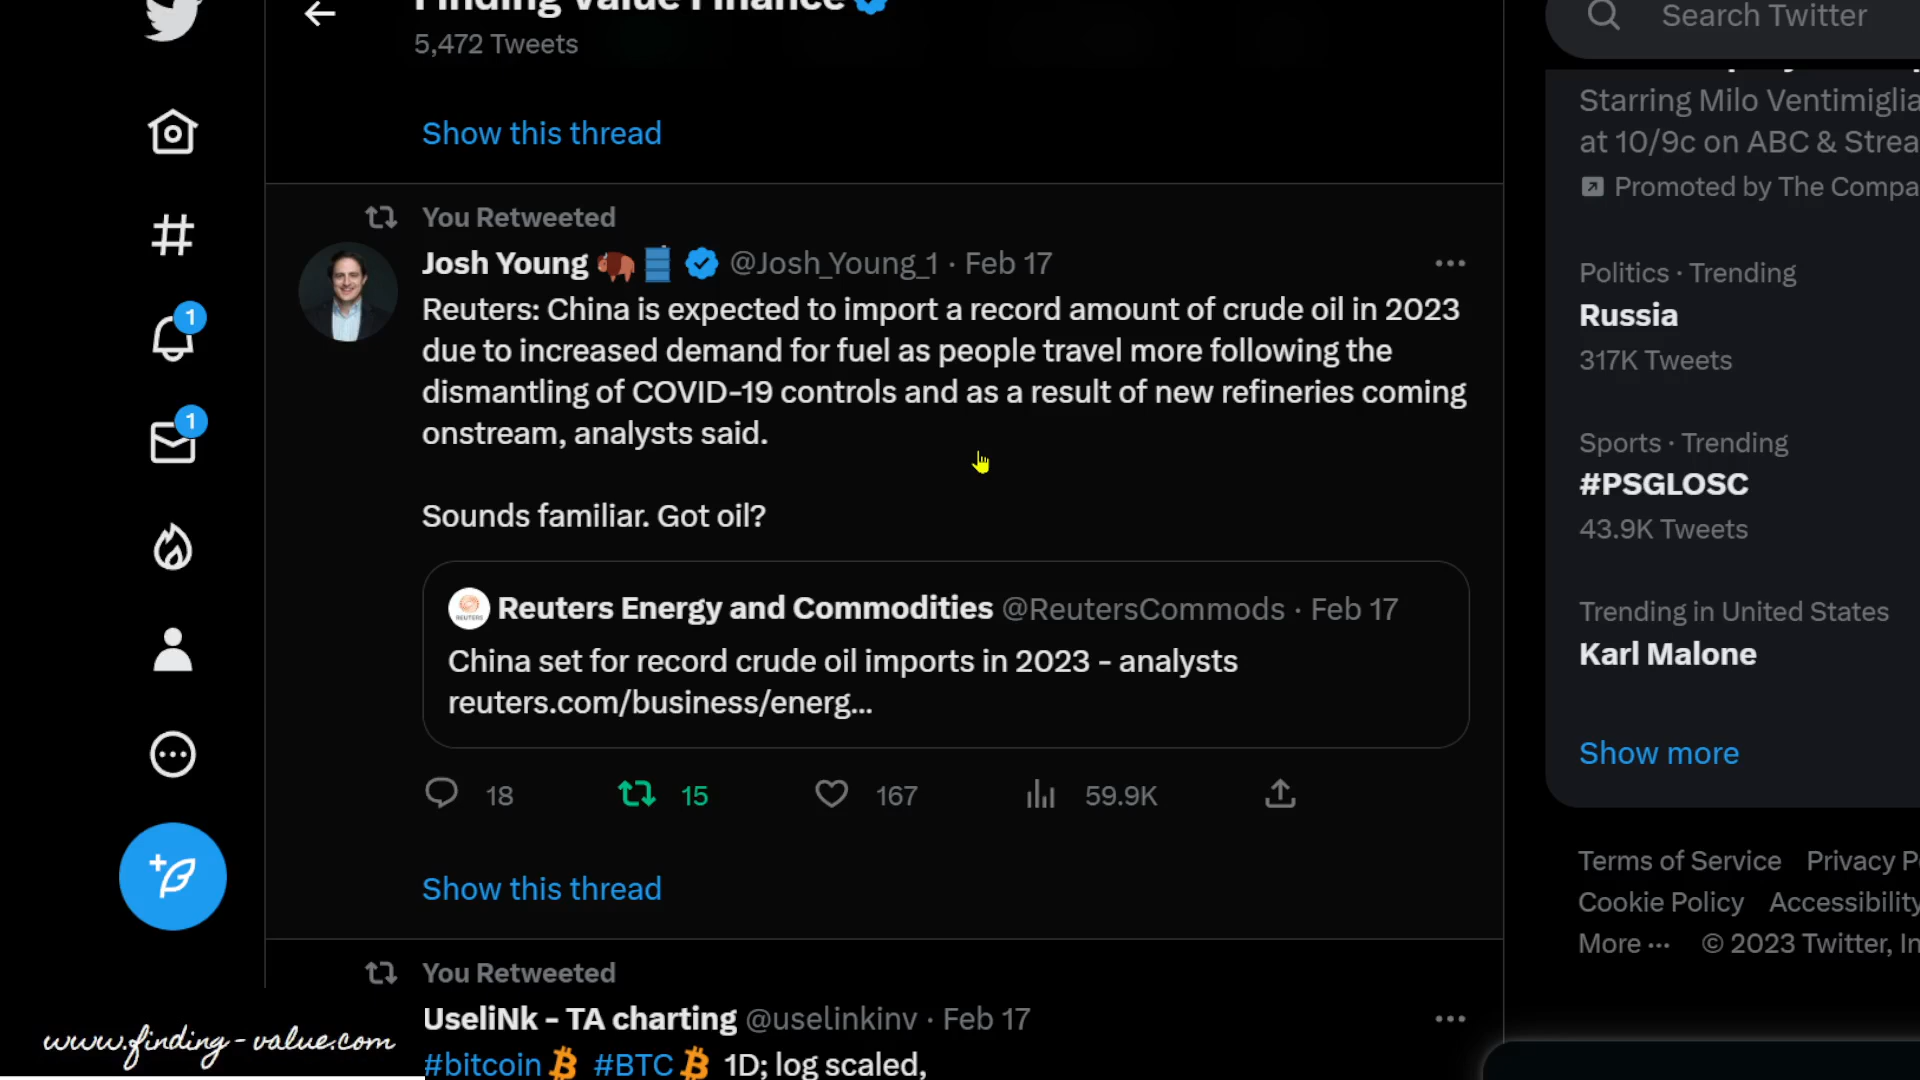 Finding Value Finance
5,472 Tweets
Show this thread
You Retweeted
Josh Young @Josh_Young_1 · Feb 17
Reuters: China is expected to import a record amount of crude oil in 2023
due to increased demand for fuel as people travel more following the
dismantling of COVID-19 controls and as a result of new refineries coming
onstream, analysts said.
Sounds familiar. Got oil?
REUTERS
Reuters Energy and Commodities @ReutersCommods · Feb 17
China set for record crude oil imports in 2023 - analysts
reuters.com/business/energ...
18 15 167 59.9K
Show this thread
You Retweeted
UseliNk - TA charting @uselinkinv · Feb 17
#bitcoin #BTC 1D; log scaled,
1
1
www.finding-value.com
Search Twitter
Starring Milo Ventimiglia
at 10/9c on ABC & Strea
Promoted by The Compa
Politics · Trending
Russia
317K Tweets
Sports · Trending
#PSGLOSC
43.9K Tweets
Trending in United States
Karl Malone
Show more
Terms of Service Privacy P
Cookie Policy Accessibility
More ··· © 2023 Twitter, In